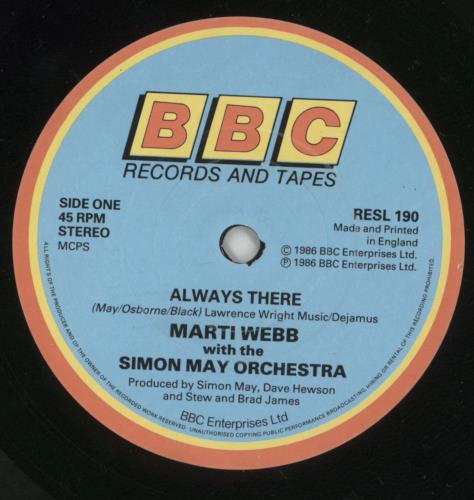 BBC
RECORDS AND TAPES
SIDE ONE
45 RPM
STEREO
MCPS
RESL 190
Made and Printed
in England
© 1986 BBC Enterprises Ltd.
℗ 1986 BBC Enterprises Ltd.
ALWAYS THERE
(May/Osborne/Black) Lawrence Wright Music/Dejamus
MARTI WEBB
with the
SIMON MAY ORCHESTRA
Produced by Simon May, Dave Hewson
and Stew and Brad James
BBC Enterprises Ltd
ALL RIGHTS OF THE PRODUCER AND OF THE OWNER OF THE RECORDED WORK RESERVED UNAUTHORISED COPYING PUBLIC PERFORMANCE BROADCASTING, HIRING OR RENTAL OF THIS RECORDING PROHIBITED.